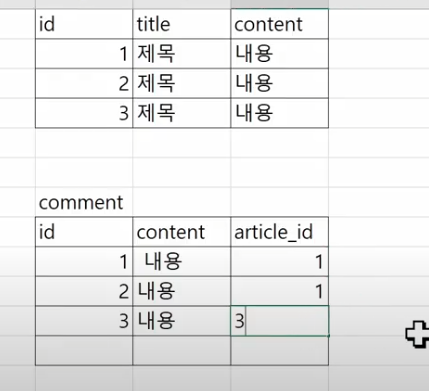 id title content
1 제목 내용
2 제목 내용
3 제목 내용
comment
id content article_id
1 내용 1
2 내용 1
3 내용 3